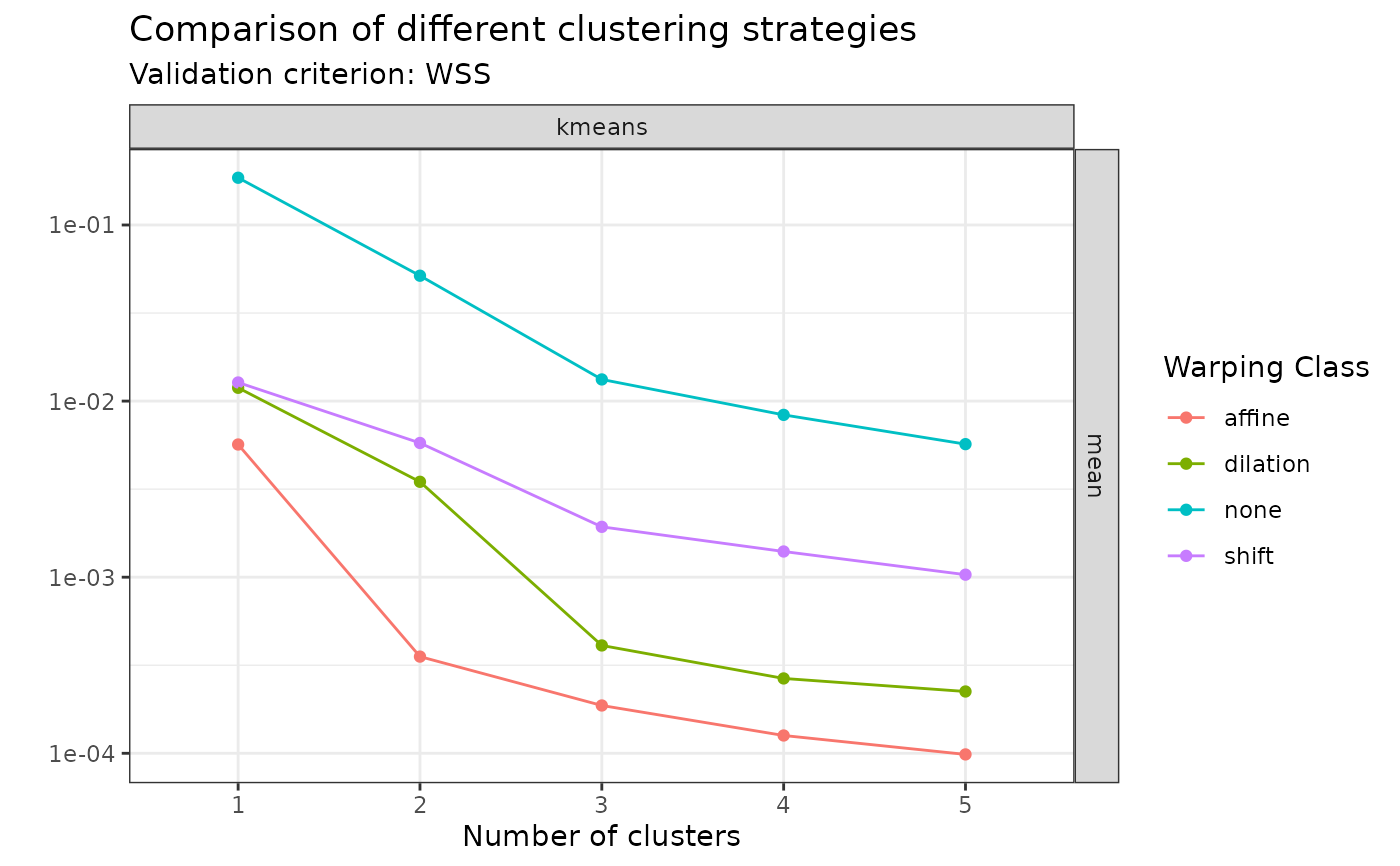 Comparison of different clustering strategies
Validation criterion: WSS
kmeans
mean
1e-01
1e-02
1e-03
1e-04
1 2 3 4 5
Number of clusters
Warping Class
affine
dilation
none
shift